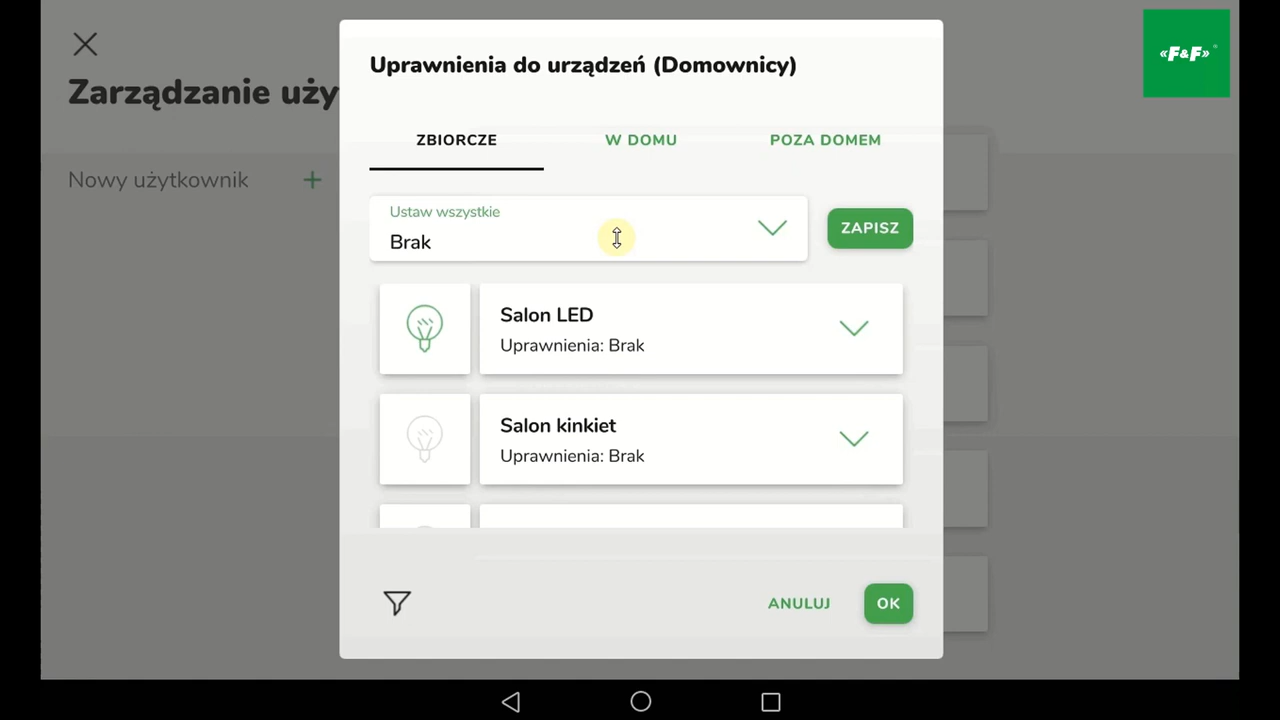 «F&F»®
Uprawnienia do urządzeń (Domownicy)
Zarządzanie uży
ZBIORCZE
W DOMU
POZA DOMEM
Nowy użytkownik +
Ustaw wszystkie
Brak
ZAPISZ
Salon LED
Uprawnienia: Brak
Salon kinkiet
Uprawnienia: Brak
ANULUJ
OK